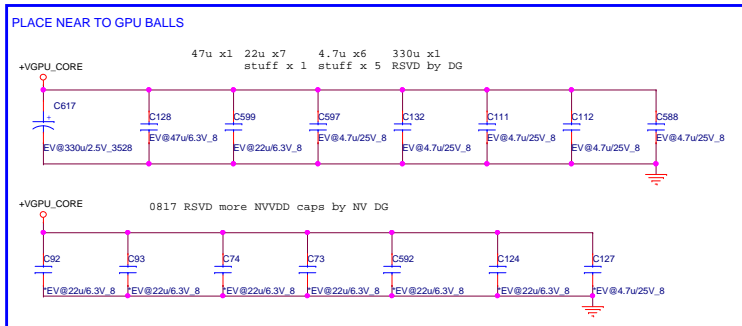 PLACE NEAR TO GPU BALLS
47u x1 22u x7 4.7u x6 330u x1
stuff x 1 stuff x 5 RSVD by DG
+VGPU_CORE
C617 C128 C599 C597 C132 C111 C112 C588
EV@330u/2.5V_3528 EV@47u/6.3V_8 EV@22u/6.3V_8 EV@4.7u/25V_8 EV@4.7u/25V_8 EV@4.7u/25V_8 EV@4.7u/25V_8 EV@4.7u/25V_8
+
+VGPU_CORE
0817 RSVD more NVVDD caps by NV DG
C92 C93 C74 C73 C592 C124 C127
*EV@22u/6.3V_8 *EV@22u/6.3V_8 *EV@22u/6.3V_8 *EV@22u/6.3V_8 *EV@22u/6.3V_8 *EV@22u/6.3V_8 *EV@4.7u/25V_8